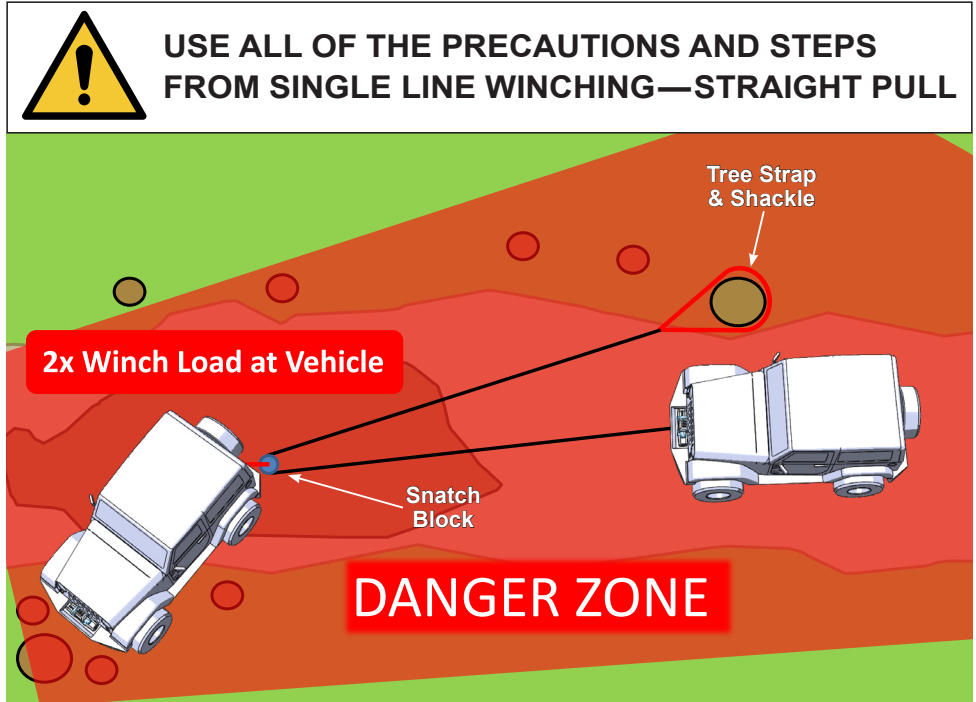 USE ALL OF THE PRECAUTIONS AND STEPS
FROM SINGLE LINE WINCHING—STRAIGHT PULL
Tree Strap
& Shackle
2x Winch Load at Vehicle
Snatch
Block
DANGER ZONE